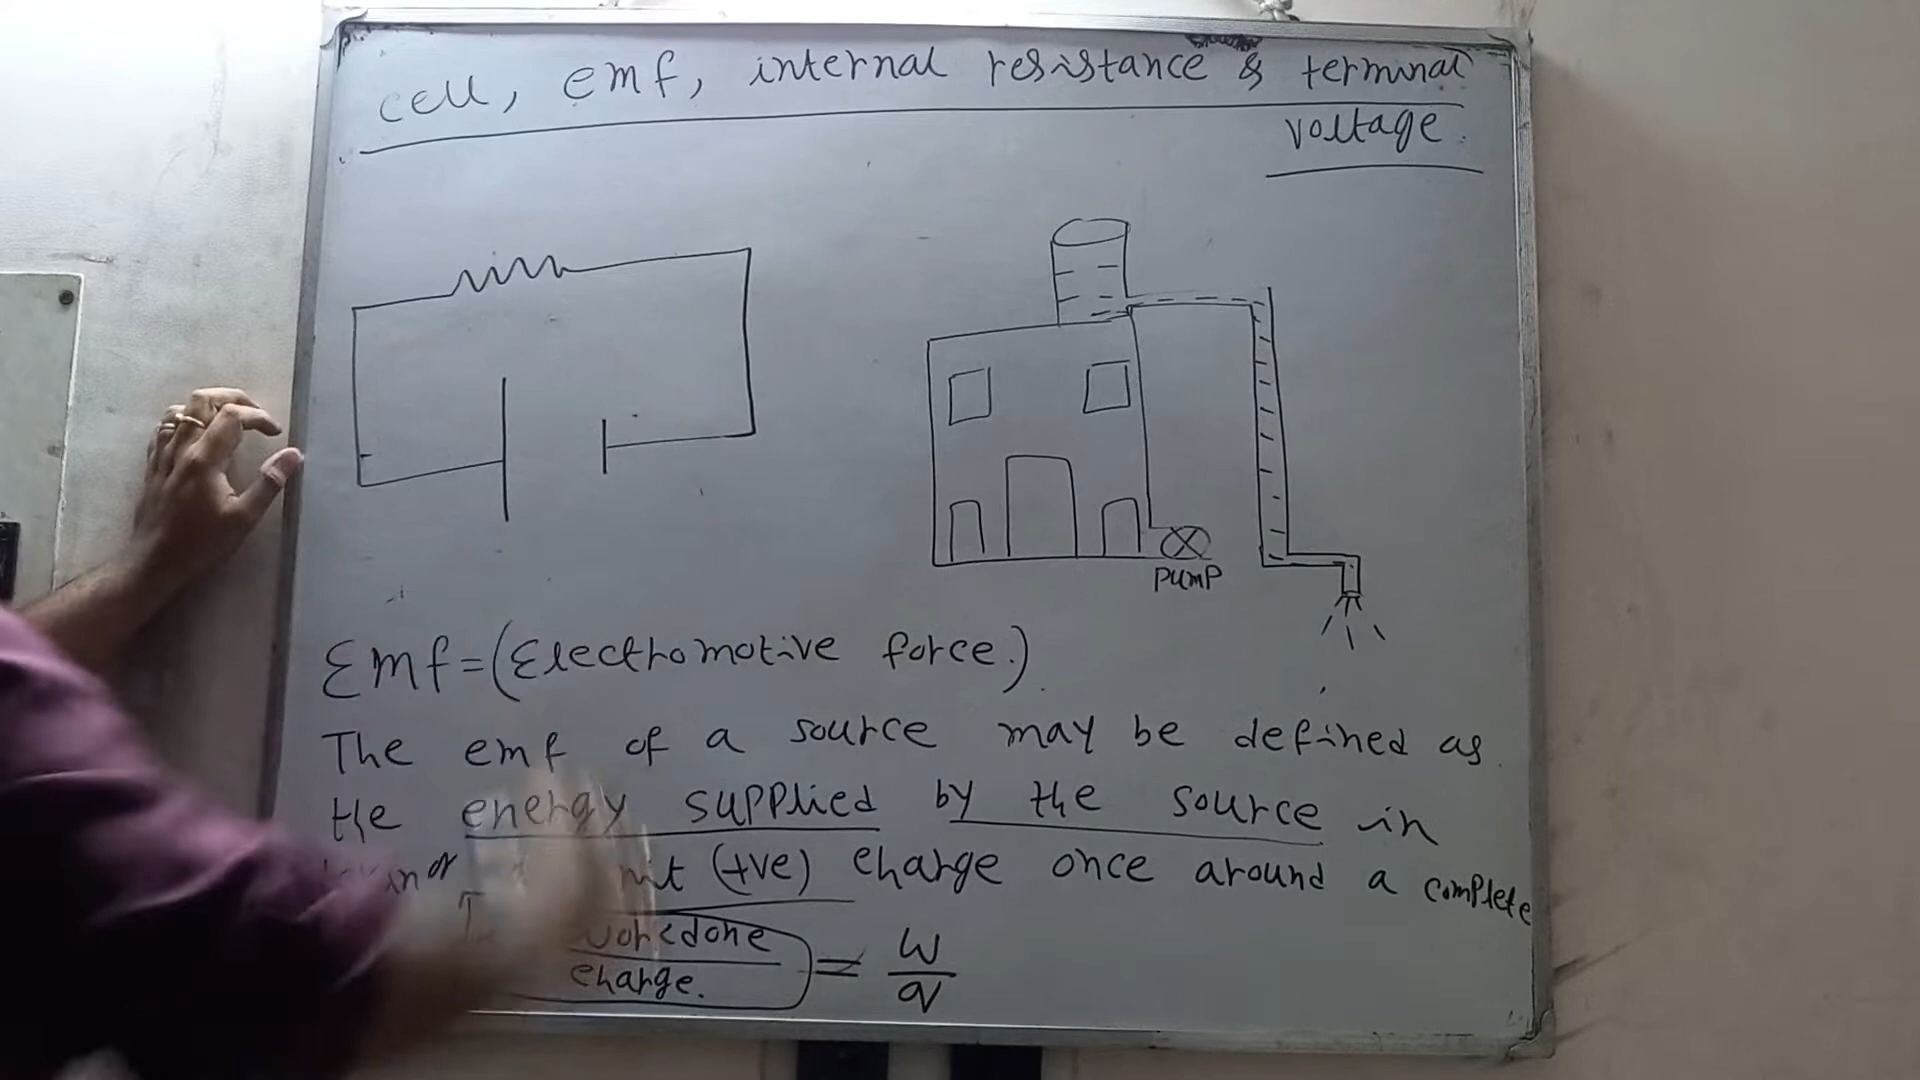 cell, emf, internal resistance & terminal
voltage.
PUMP
Emf=(Electromotive force.)
The emf of a source may be defined as
the energy supplied by the source in
(+ve) charge once around a complete
workdone
charge.
= W
q